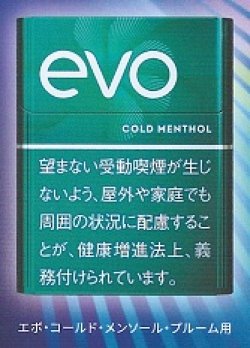 evo
COLD MENTHOL
望まない受動喫煙が生じ
ないよう、屋外や家庭でも
周囲の状況に配慮するこ
とが、健康増進法上、義
務付けられています。
エボ・コールド・メンソール・プルーム用